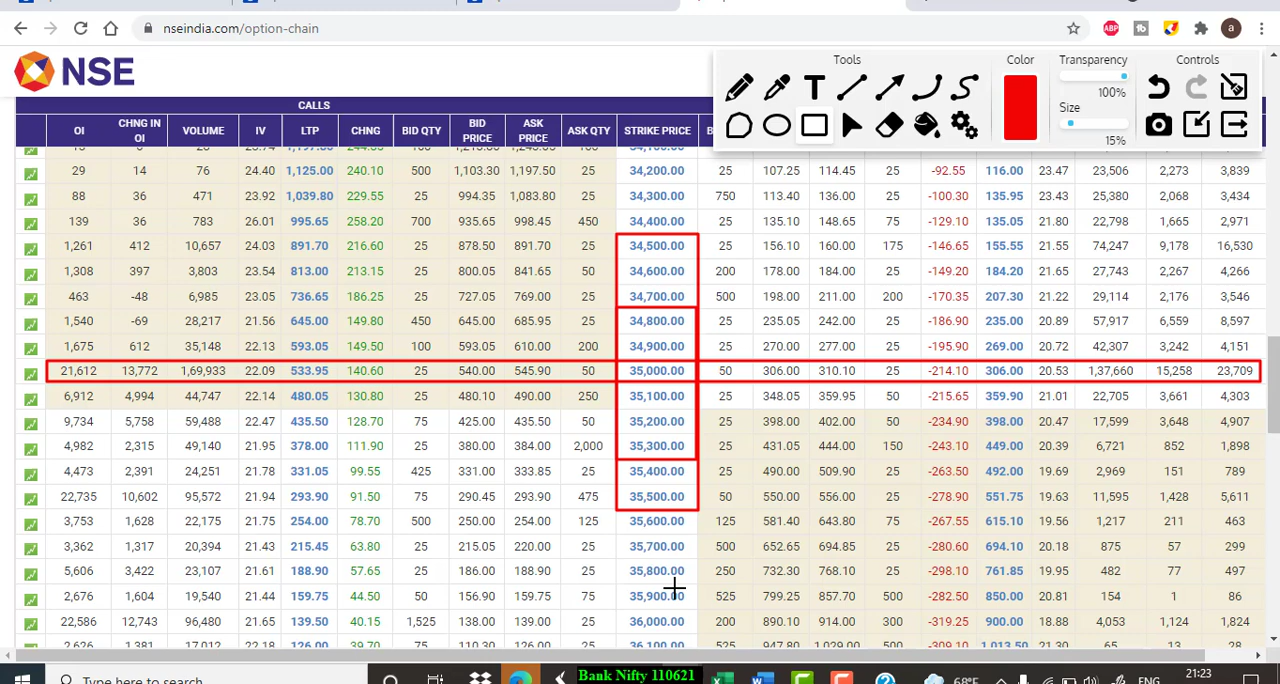 nseindia.com/option-chain
ABP
a
NSE
Tools
Color
Transparency
Controls
T
100%
Size
15%
CALLS
OI CHNG IN OI VOLUME IV LTP CHNG BID QTY BID PRICE ASK PRICE ASK QTY STRIKE PRICE
29 14 76 24.40 1,125.00 240.10 500 1,103.30 1,197.50 25 34,200.00 25 107.25 114.45 25 -92.55 116.00 23.47 23,506 2,273 3,839
88 36 471 23.92 1,039.80 229.55 100 994.35 1,083.80 25 34,300.00 750 113.40 136.00 25 -100.30 135.95 23.43 25,380 2,068 3,434
139 36 783 26.01 995.65 258.20 700 935.65 998.45 450 34,400.00 25 135.10 148.65 75 -129.10 135.05 21.80 22,798 1,665 2,971
1,261 412 10,657 24.03 891.70 216.60 25 878.50 891.70 25 34,500.00 25 156.10 160.00 175 -146.65 155.55 22.04 74,247 9,178 16,530
1,308 397 3,803 23.54 813.00 213.15 25 800.05 841.65 50 34,600.00 200 178.00 184.00 25 -149.20 184.20 21.65 27,743 2,267 4,266
463 -48 6,985 23.05 736.65 186.25 25 727.05 769.00 25 34,700.00 500 198.00 211.00 200 -170.35 207.30 21.22 29,114 2,176 3,546
1,540 -69 28,217 21.56 645.00 149.80 450 645.00 685.95 25 34,800.00 25 235.05 242.00 25 -186.90 235.00 20.89 57,917 6,559 8,597
1,675 612 35,148 22.13 593.05 149.50 100 593.05 610.00 200 34,900.00 25 270.00 277.00 25 -195.90 269.00 20.72 42,307 3,242 4,151
21,612 13,772 1,69,933 22.09 533.95 140.60 25 540.00 545.90 50 35,000.00 50 306.00 310.10 25 -214.10 306.00 20.53 1,37,660 15,258 23,709
6,912 4,994 44,747 22.14 480.05 130.80 25 480.10 490.00 250 35,100.00 25 348.05 359.95 50 -215.65 359.90 21.01 22,705 3,661 4,303
9,734 5,758 59,488 22.47 435.50 128.70 75 425.00 435.50 50 35,200.00 25 398.00 402.00 50 -234.90 398.00 20.47 17,599 3,648 4,907
4,982 2,315 49,140 21.95 378.00 111.90 25 380.00 384.00 2,000 35,300.00 25 431.05 444.00 150 -243.10 449.00 20.39 6,721 852 1,898
4,473 2,391 24,251 21.78 331.05 99.55 425 331.00 333.85 25 35,400.00 25 490.00 509.90 25 -263.50 492.00 19.69 2,969 151 789
22,735 10,602 95,572 21.94 293.90 91.50 75 290.45 293.90 475 35,500.00 50 550.00 556.00 25 -278.90 551.75 19.63 11,595 1,428 5,611
3,753 1,628 22,175 21.75 254.00 78.70 500 250.00 254.00 125 35,600.00 125 581.40 643.80 75 -267.55 615.10 19.56 1,217 211 463
3,362 1,317 20,394 21.43 215.45 63.80 25 215.05 220.00 25 35,700.00 500 652.65 694.85 25 -280.60 694.10 20.18 875 57 299
5,606 3,422 23,107 21.61 188.90 57.65 25 186.00 188.90 25 35,800.00 250 732.30 768.10 25 -298.10 761.85 19.95 482 77 497
2,676 1,604 19,540 21.44 159.75 44.50 50 156.90 159.75 75 35,900.00 525 799.25 857.70 500 -282.50 850.00 20.81 154 1 86
22,586 12,743 96,480 21.65 139.50 40.15 1,525 138.00 139.00 25 36,000.00 200 890.10 914.00 300 -319.25 900.00 18.88 4,053 1,124 1,824
Type here to search
Bank Nifty 110621
68°F
ENG
21:23